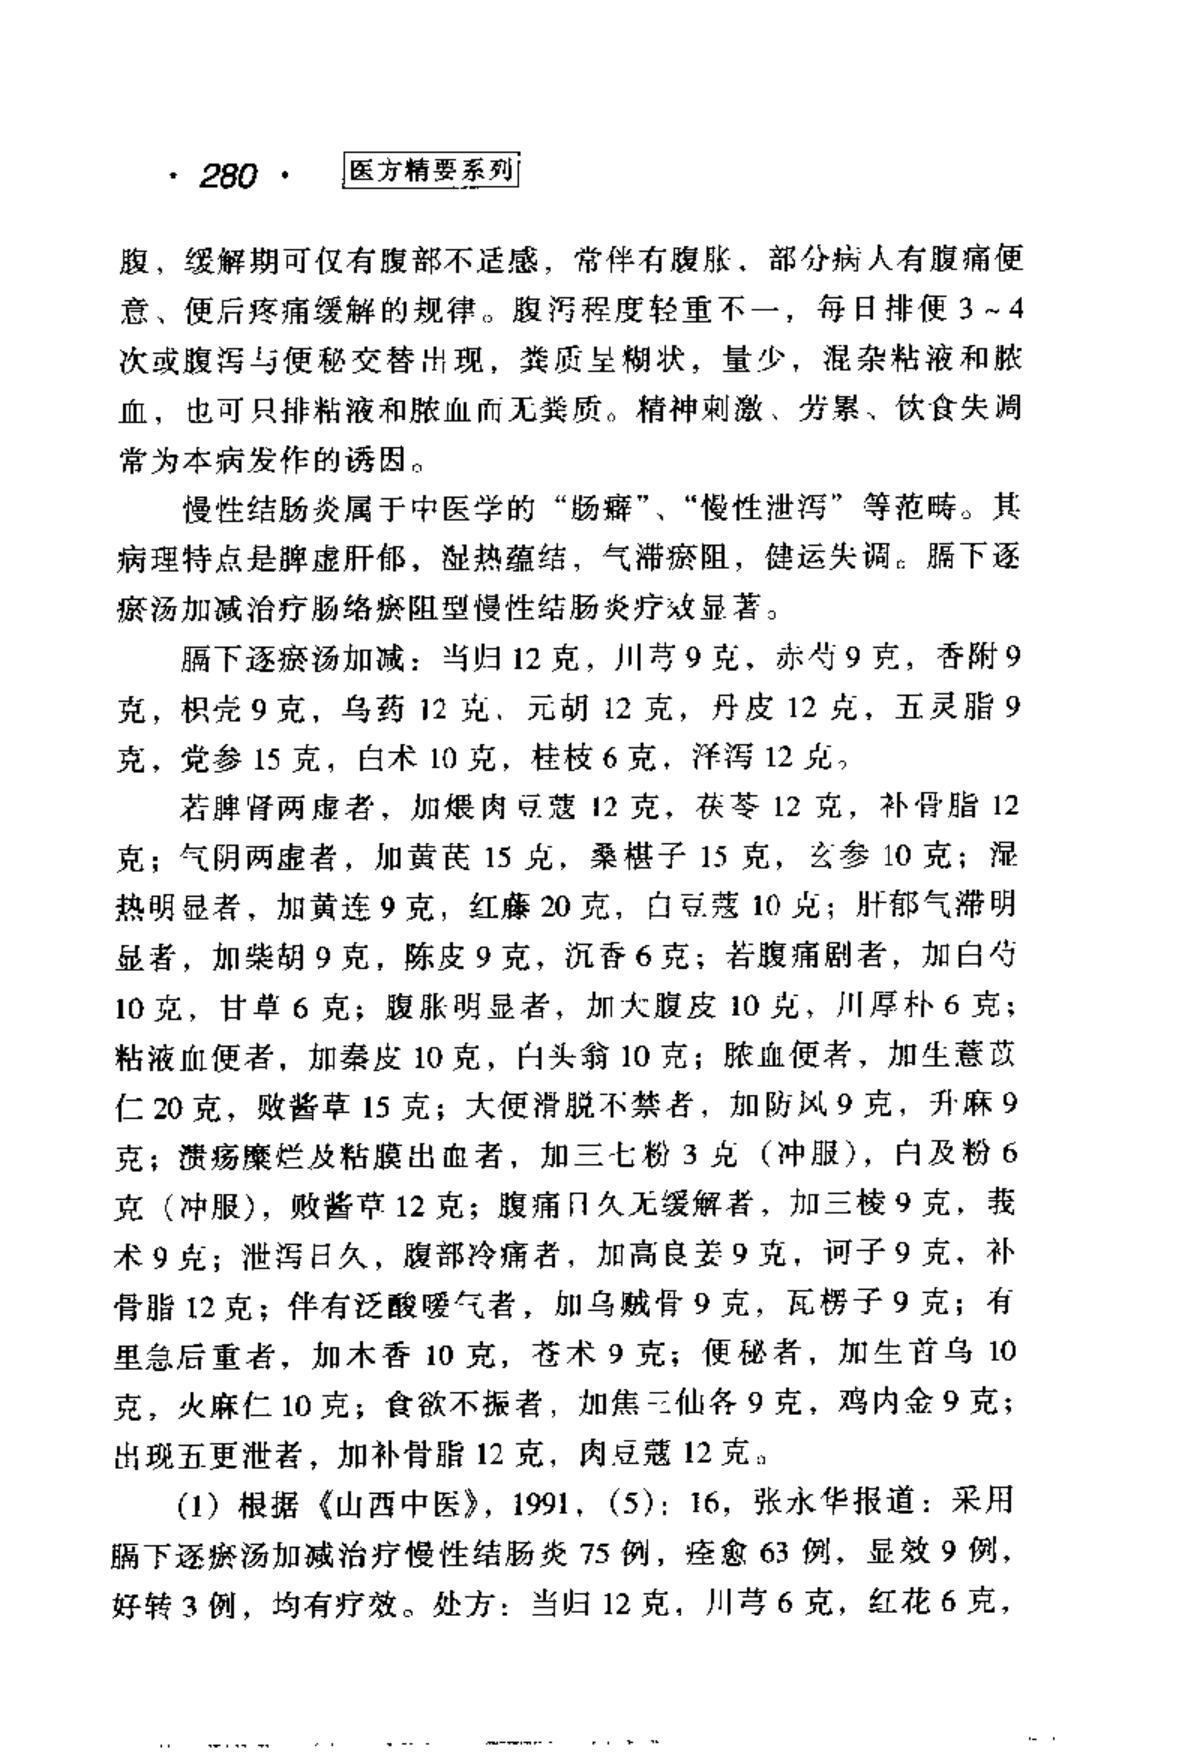 · 280 · 医方精要系列
腹，缓解期可仅有腹部不适感，常伴有腹胀，部分病人有腹痛便
意、便后疼痛缓解的规律。腹泻程度轻重不一，每日排便 3 ~ 4
次或腹泻与便秘交替出现，粪质呈糊状，量少，混杂粘液和脓
血，也可只排粘液和脓血而无粪质。精神刺激、劳累、饮食失调
常为本病发作的诱因。
慢性结肠炎属于中医学的“肠癖”、“慢性泄泻”等范畴。其
病理特点是脾虚肝郁，湿热蕴结，气滞瘀阻，健运失调。膈下逐
瘀汤加减治疗肠络瘀阻型慢性结肠炎疗效显著。
膈下逐瘀汤加减：当归 12 克，川芎 9 克，赤芍 9 克，香附 9
克，枳壳 9 克，乌药 12 克，元胡 12 克，丹皮 12 克，五灵脂 9
克，党参 15 克，白术 10 克，桂枝 6 克，泽泻 12 克。
若脾肾两虚者，加煨肉豆蔻 12 克，茯苓 12 克，补骨脂 12
克；气阴两虚者，加黄芪 15 克，桑椹子 15 克，玄参 10 克；湿
热明显者，加黄连 9 克，红藤 20 克，白豆蔻 10 克；肝郁气滞明
显者，加柴胡 9 克，陈皮 9 克，沉香 6 克；若腹痛剧者，加白芍
10 克，甘草 6 克；腹胀明显者，加大腹皮 10 克，川厚朴 6 克；
粘液血便者，加秦皮 10 克，白头翁 10 克；脓血便者，加生薏苡
仁 20 克，败酱草 15 克；大便滑脱不禁者，加防风 9 克，升麻 9
克；溃疡糜烂及粘膜出血者，加三七粉 3 克（冲服），白及粉 6
克（冲服），败酱草 12 克；腹痛日久无缓解者，加三棱 9 克，莪
术 9 克；泄泻日久，腹部冷痛者，加高良姜 9 克，诃子 9 克，补
骨脂 12 克；伴有泛酸嗳气者，加乌贼骨 9 克，瓦楞子 9 克；有
里急后重者，加木香 10 克，苍术 9 克；便秘者，加生首乌 10
克，火麻仁 10 克；食欲不振者，加焦三仙各 9 克，鸡内金 9 克；
出现五更泄者，加补骨脂 12 克，肉豆蔻 12 克。
(1) 根据《山西中医》，1991，(5)：16，张永华报道：采用
膈下逐瘀汤加减治疗慢性结肠炎 75 例，痊愈 63 例，显效 9 例，
好转 3 例，均有疗效。处方：当归 12 克，川芎 6 克，红花 6 克，